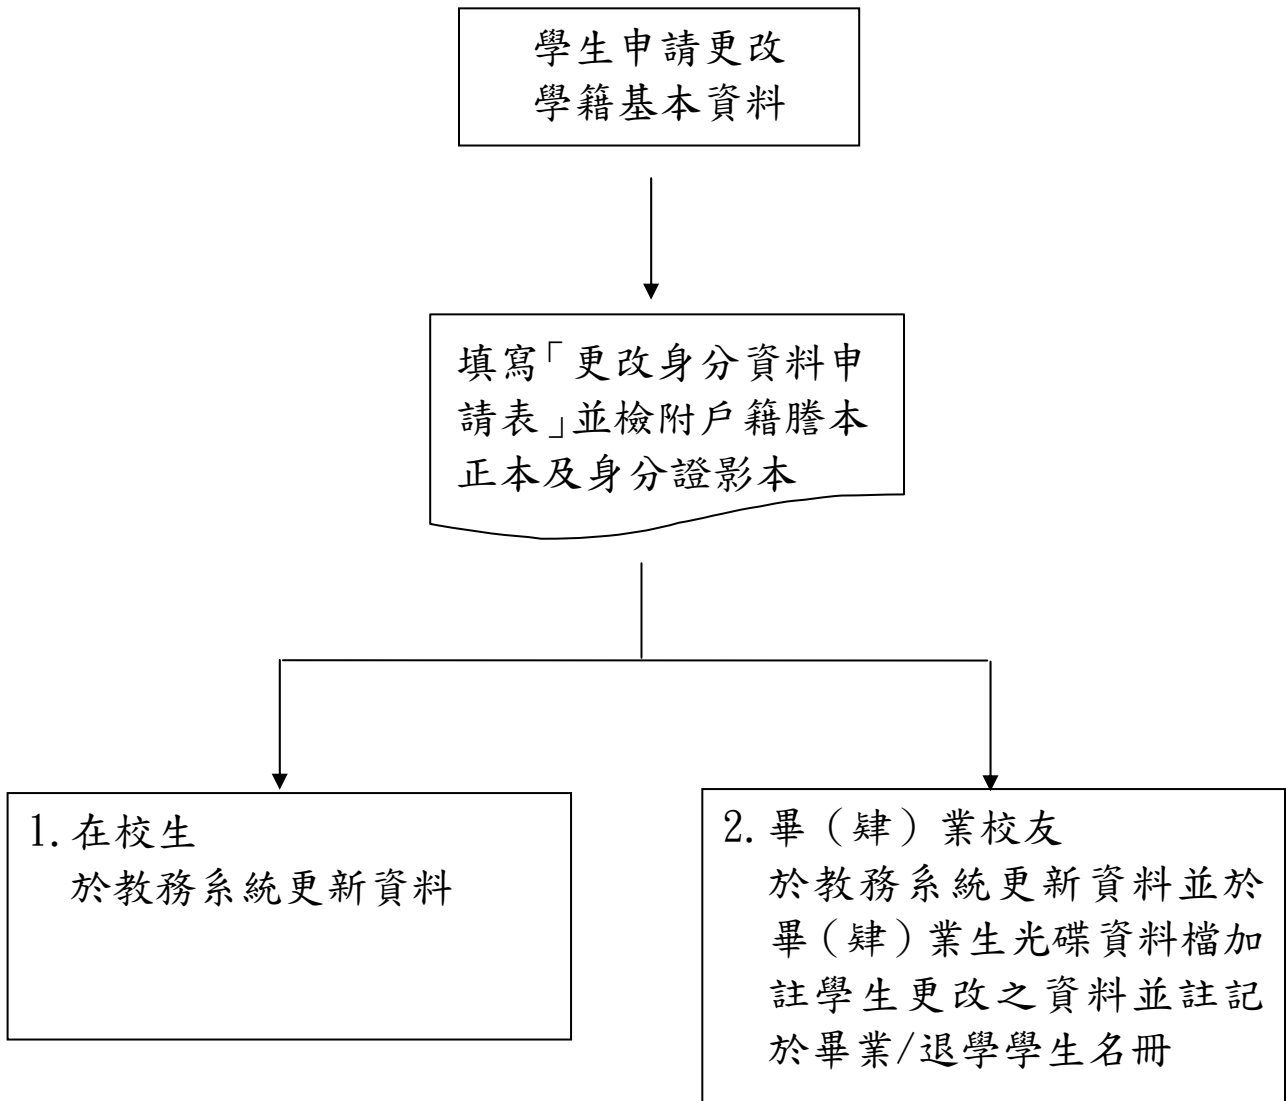 學生申請更改
學籍基本資料
填寫「更改身分資料申
請表」並檢附戶籍謄本
正本及身分證影本
1. 在校生
於教務系統更新資料
2. 畢（肄）業校友
於教務系統更新資料並於
畢（肄）業生光碟資料檔加
註學生更改之資料並註記
於畢業/退學學生名冊